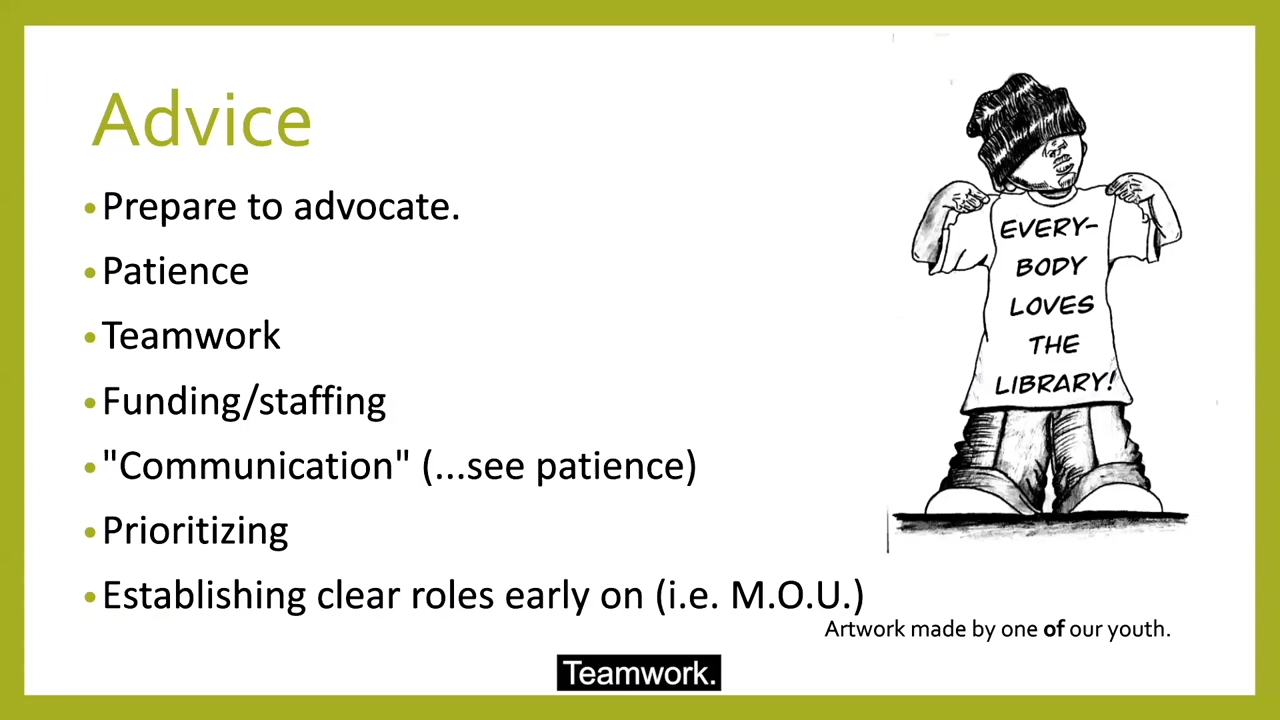 Advice
•Prepare to advocate.
•Patience
•Teamwork
•Funding/staffing
•"Communication" (...see patience)
•Prioritizing
•Establishing clear roles early on (i.e. M.O.U.)
EVERY-
BODY
LOVES
THE
LIBRARY!
Artwork made by one of our youth.
Teamwork.